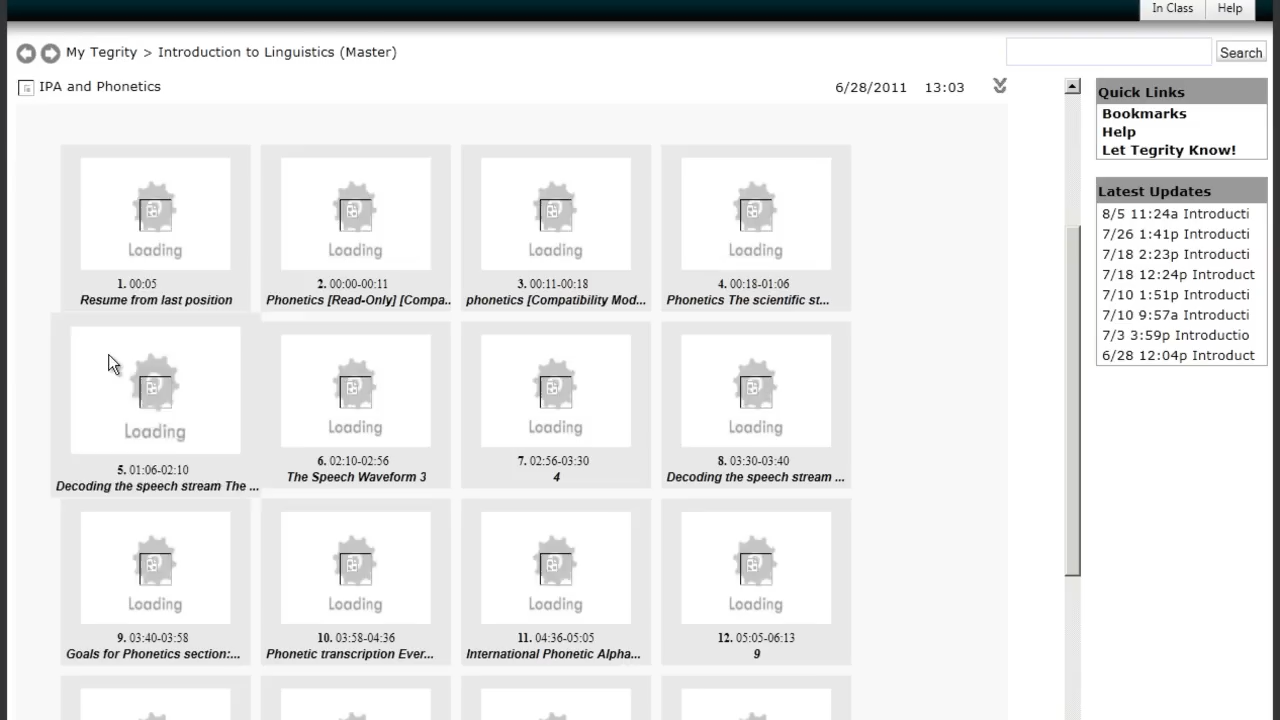 In Class Help
My Tegrity > Introduction to Linguistics (Master)
Search
IPA and Phonetics 6/28/2011 13:03
Quick Links
Bookmarks
Help
Let Tegrity Know!
Latest Updates
8/5 11:24a Introducti
7/26 1:41p Introducti
7/18 2:23p Introducti
7/18 12:24p Introduct
7/10 1:51p Introducti
7/10 9:57a Introducti
7/3 3:59p Introductio
6/28 12:04p Introduct
Loading Loading Loading Loading
1. 00:05 2. 00:00-00:11 3. 00:11-00:18 4. 00:18-01:06
Resume from last position Phonetics [Read-Only] [Compa.. phonetics [Compatibility Mod... Phonetics The scientific st...
Loading Loading Loading Loading
5. 01:06-02:10 6. 02:10-02:56 7. 02:56-03:30 8. 03:30-03:40
Decoding the speech stream The ... The Speech Waveform 3 4 Decoding the speech stream ...
Loading Loading Loading Loading
9. 03:40-03:58 10. 03:58-04:36 11. 04:36-05:05 12. 05:05-06:13
Goals for Phonetics section:... Phonetic transcription Ever... International Phonetic Alpha... 9